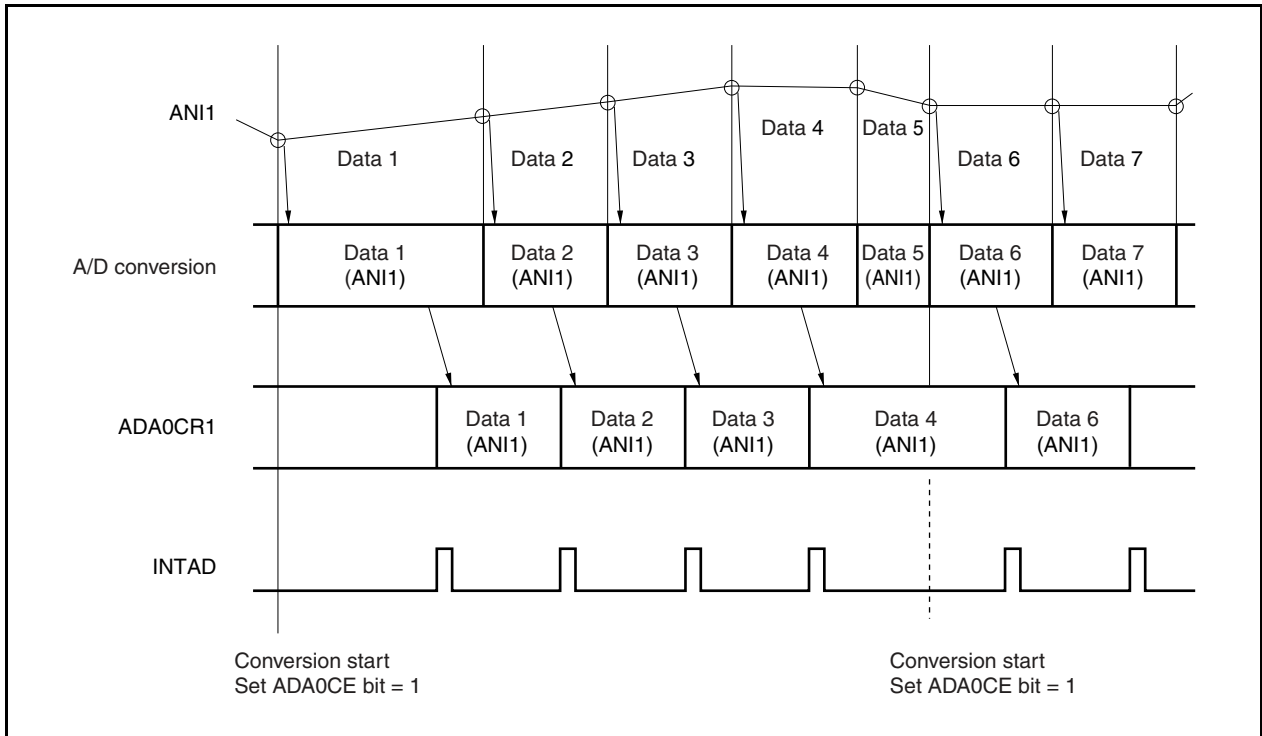 ANI1
Data 1
Data 2
Data 3
Data 4
Data 5
Data 6
Data 7
A/D conversion
Data 1
(ANI1)
Data 2
(ANI1)
Data 3
(ANI1)
Data 4
(ANI1)
Data 5
(ANI1)
Data 6
(ANI1)
Data 7
(ANI1)
ADA0CR1
Data 1
(ANI1)
Data 2
(ANI1)
Data 3
(ANI1)
Data 4
(ANI1)
Data 6
(ANI1)
INTAD
Conversion start
Set ADA0CE bit = 1
Conversion start
Set ADA0CE bit = 1